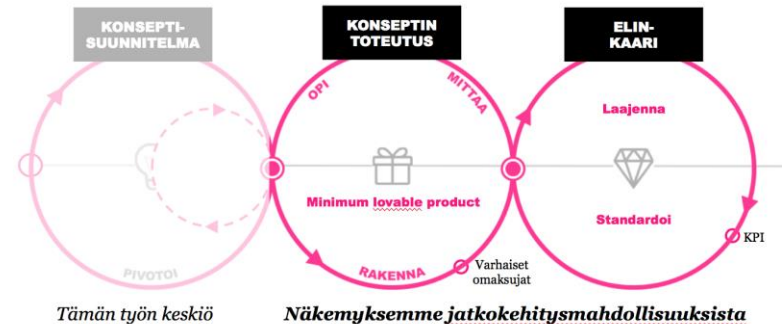 KONSEPTI-
SUUNNITELMA
KONSEPTIN
TOTEUTUS
ELIN-
KAARI
OPI
MITTAA
Laajenna
Minimum lovable product
Standardoi
KPI
PIVOTOI
RAKENNA
Varhaiset
omaksujat
Tämän työn keskiö
Näkemyksemme jatkokehitysmahdollisuuksista